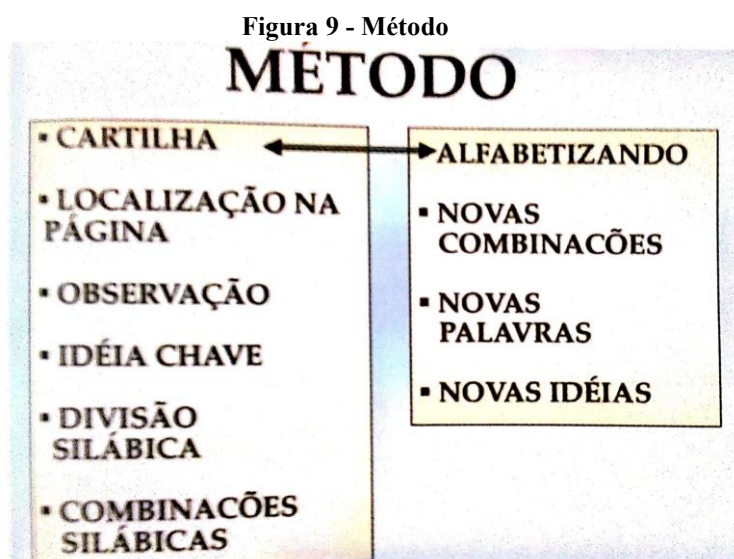 Figura 9 - Método
MÉTODO
▪ CARTILHA
▪ LOCALIZAÇÃO NA
PÁGINA
▪ OBSERVAÇÃO
▪ IDÉIA CHAVE
▪ DIVISÃO
SILÁBICA
▪ COMBINACÕES
SILÁBICAS
ALFABETIZANDO
▪ NOVAS
COMBINACÕES
▪ NOVAS
PALAVRAS
▪ NOVAS IDÉIAS